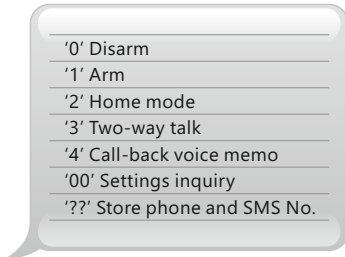 ‘0’ Disarm
‘1’ Arm
‘2’ Home mode
‘3’ Two-way talk
‘4’ Call-back voice memo
‘00’ Settings inquiry
‘??’ Store phone and SMS No.